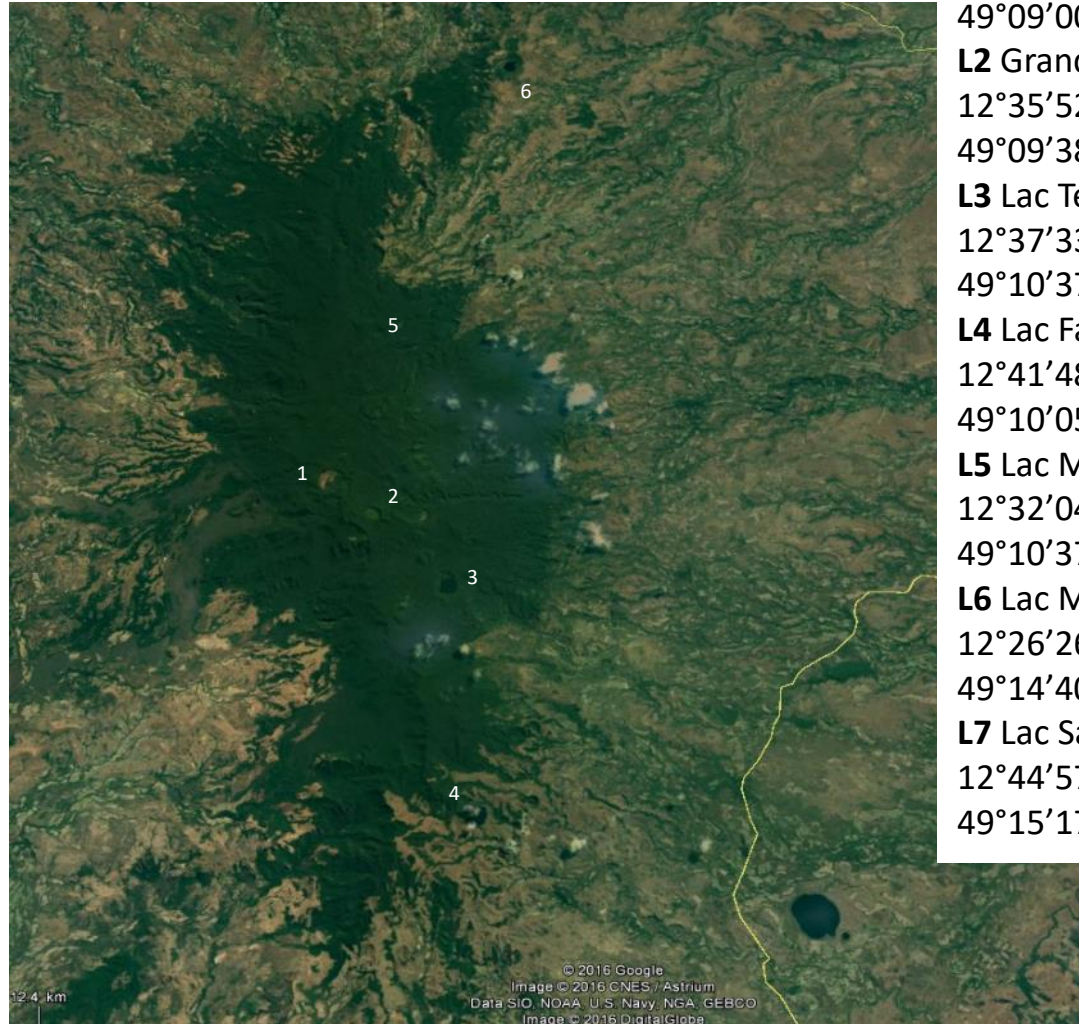 6
5
1
2
3
4
49°09’00
L2 Grand
12°35’52
49°09’38
L3 Lac Te
12°37’33
49°10’37
L4 Lac Fa
12°41’48
49°10’05
L5 Lac M
12°32’04
49°10’37
L6 Lac M
12°26’26
49°14’40
L7 Lac Sa
12°44’57
49°15’17
12.4 km
© 2016 Google
Image © 2016 CNES / Astrium
Data SIO, NOAA, U.S. Navy, NGA, GEBCO
Image © 2016 DigitalGlobe